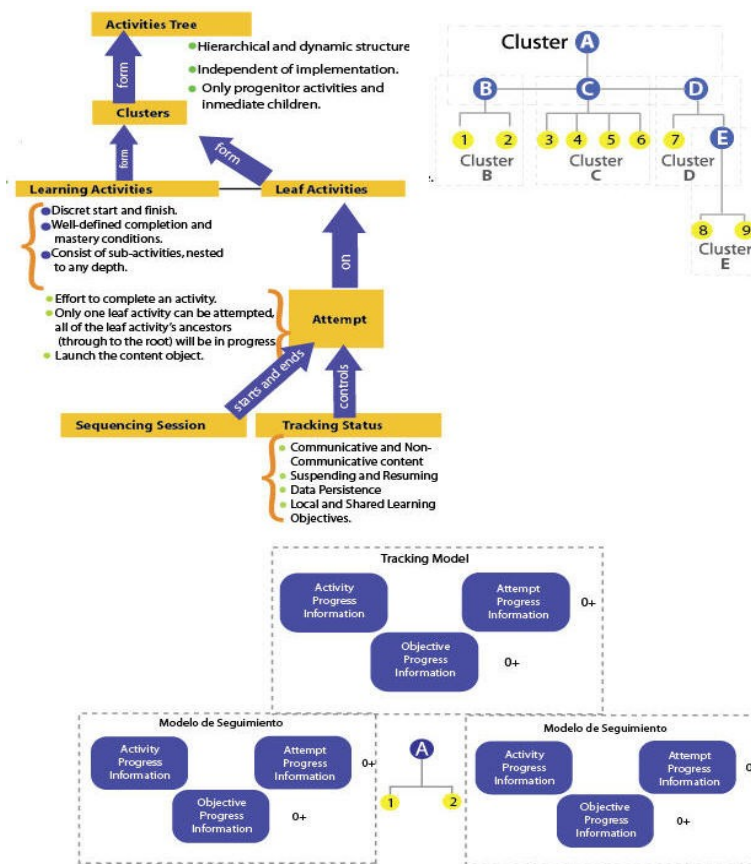 Activities Tree
Hierarchical and dynamic structure
Independent of implementation.
Only progenitor activities and
inmediate children.
form
Clusters
form
form
Learning Activities
Leaf Activities
Discret start and finish.
Well-defined completion and
mastery conditions.
Consist of sub-activities, nested
to any depth.
on
Effort to complete an activity.
Only one leaf activity can be attempted,
all of the leaf activity's ancestors
(through to the root) will be in progress
Launch the content object.
Attempt
starts and ends
controls
Sequencing Session
Tracking Status
Communicative and Non-
Communicative content
Suspending and Resuming
Data Persistence
Local and Shared Learning
Objectives.
Cluster
A
B
C
D
1
2
3
4
5
6
7
E
Cluster
B
Cluster
C
Cluster
D
8
9
Cluster
E
Tracking Model
Activity
Progress
Information
Attempt
Progress
Information
0+
Objective
Progress
Information
0+
Modelo de Seguimiento
Activity
Progress
Information
Attempt
Progress
Information
0+
Objective
Progress
Information
0+
A
1
2
Modelo de Seguimiento
Activity
Progress
Information
Attempt
Progress
Information
0
Objective
Progress
Information
0+